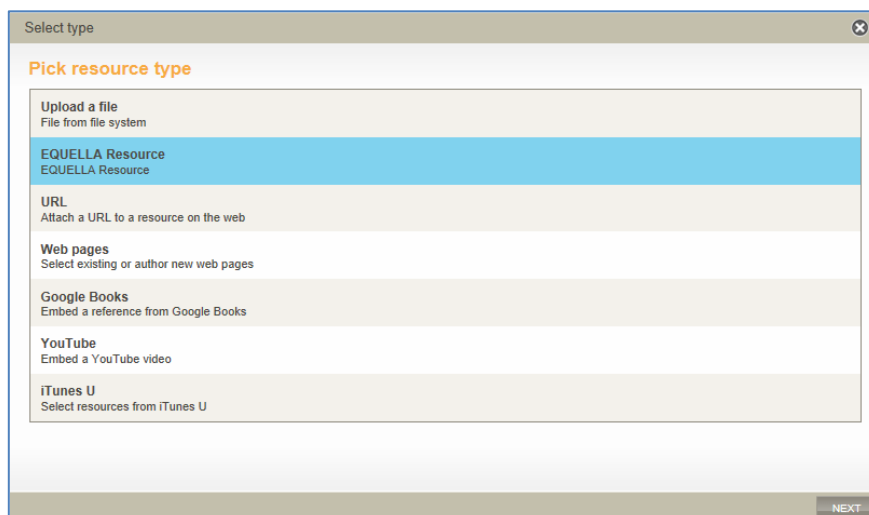 Select type
Pick resource type
Upload a file
File from file system
EQUELLA Resource
EQUELLA Resource
URL
Attach a URL to a resource on the web
Web pages
Select existing or author new web pages
Google Books
Embed a reference from Google Books
YouTube
Embed a YouTube video
iTunes U
Select resources from iTunes U
NEXT